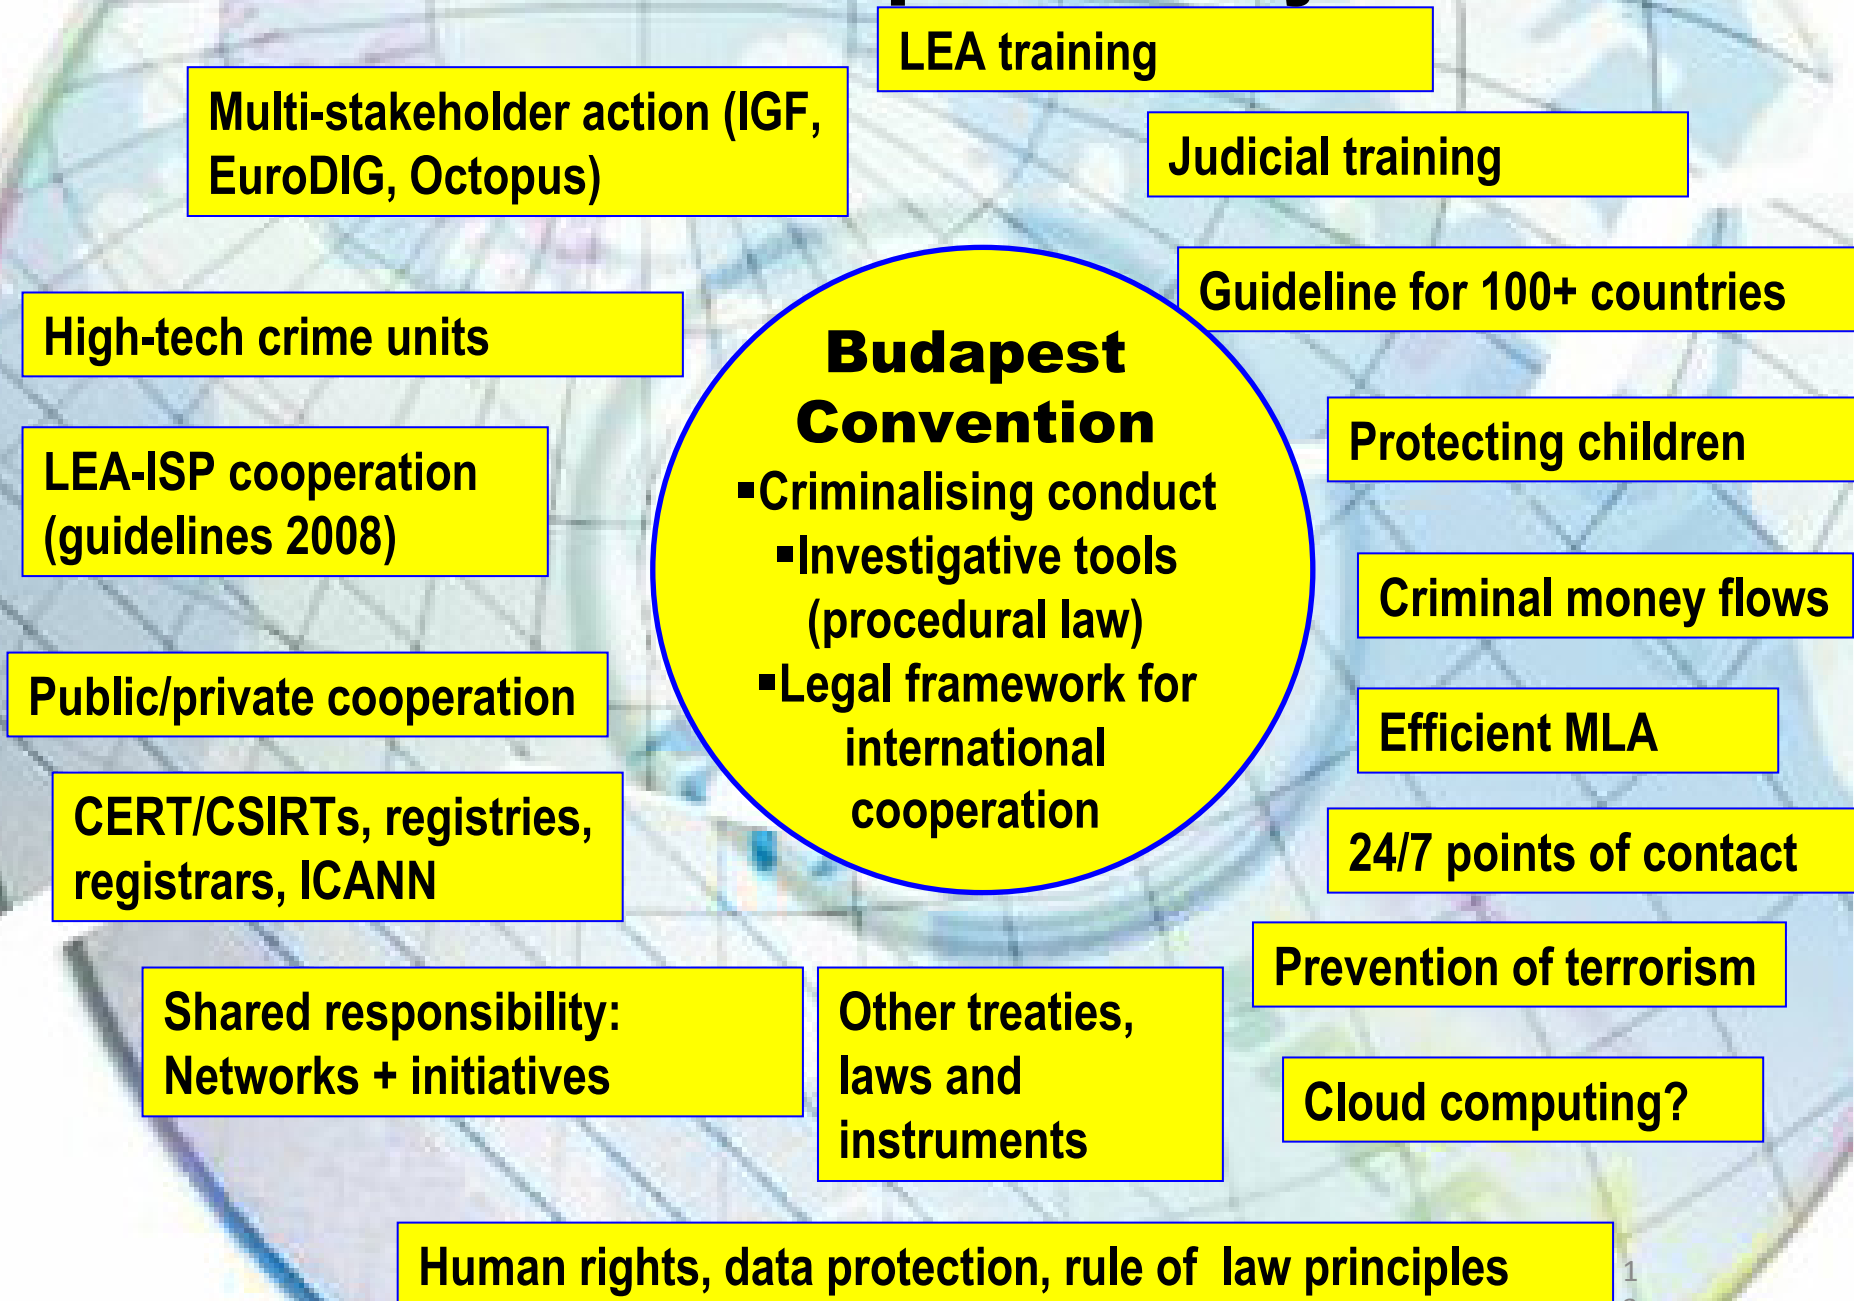 LEA training
Multi-stakeholder action (IGF,
EuroDIG, Octopus)
Judicial training
Guideline for 100+ countries
High-tech crime units
Budapest
Convention
▪Criminalising conduct
▪Investigative tools
(procedural law)
▪Legal framework for
international
cooperation
LEA-ISP cooperation
(guidelines 2008)
Protecting children
Criminal money flows
Public/private cooperation
Efficient MLA
CERT/CSIRTs, registries,
registrars, ICANN
24/7 points of contact
Prevention of terrorism
Shared responsibility:
Networks + initiatives
Other treaties,
laws and
instruments
Cloud computing?
Human rights, data protection, rule of  law principles
1